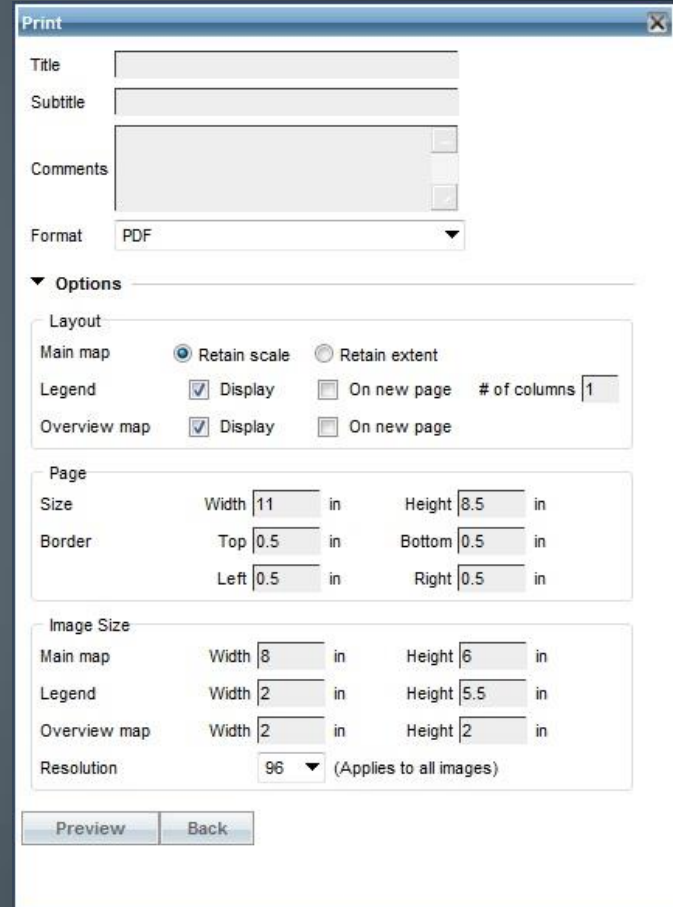 Print
Title
Subtitle
Comments
Format PDF
Options
Layout
Main map Retain scale Retain extent
Legend Display On new page # of columns 1
Overview map Display On new page
Page
Size Width 11 in Height 8.5 in
Border Top 0.5 in Bottom 0.5 in
Left 0.5 in Right 0.5 in
Image Size
Main map Width 8 in Height 6 in
Legend Width 2 in Height 5.5 in
Overview map Width 2 in Height 2 in
Resolution 96 (Applies to all images)
Preview Back